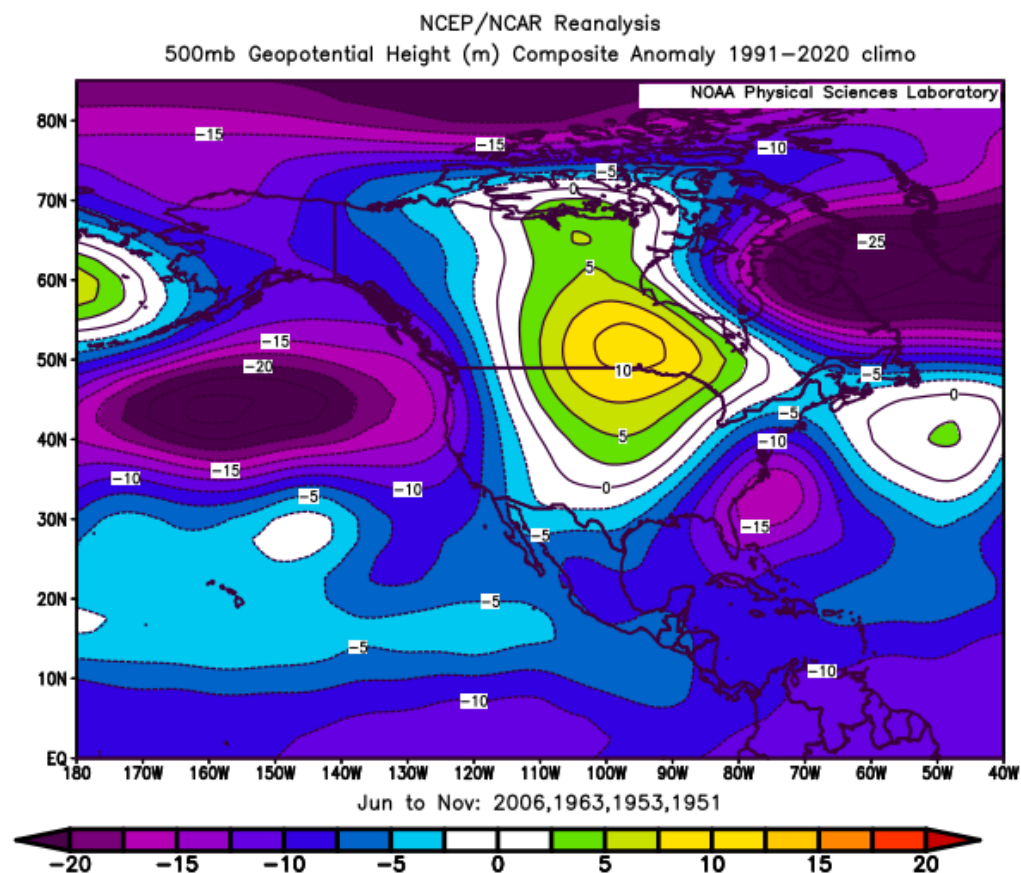 NCEP/NCAR Reanalysis
500mb Geopotential Height (m) Composite Anomaly 1991-2020 climo
NOAA Physical Sciences Laboratory
80N
-15
-15
-10
-5
0
70N
-25
5
60N
-15
-20
50N
10
-5
0
-5
40N
5
-10
-15
-10
-10
0
-5
30N
-15
-5
20N
-5
-5
10N
-10
-10
EQ
180 170W 160W 150W 140W 130W 120W 110W 100W 90W 80W 70W 60W 50W 40W
Jun to Nov: 2006,1963,1953,1951
-20 -15 -10 -5 0 5 10 15 20